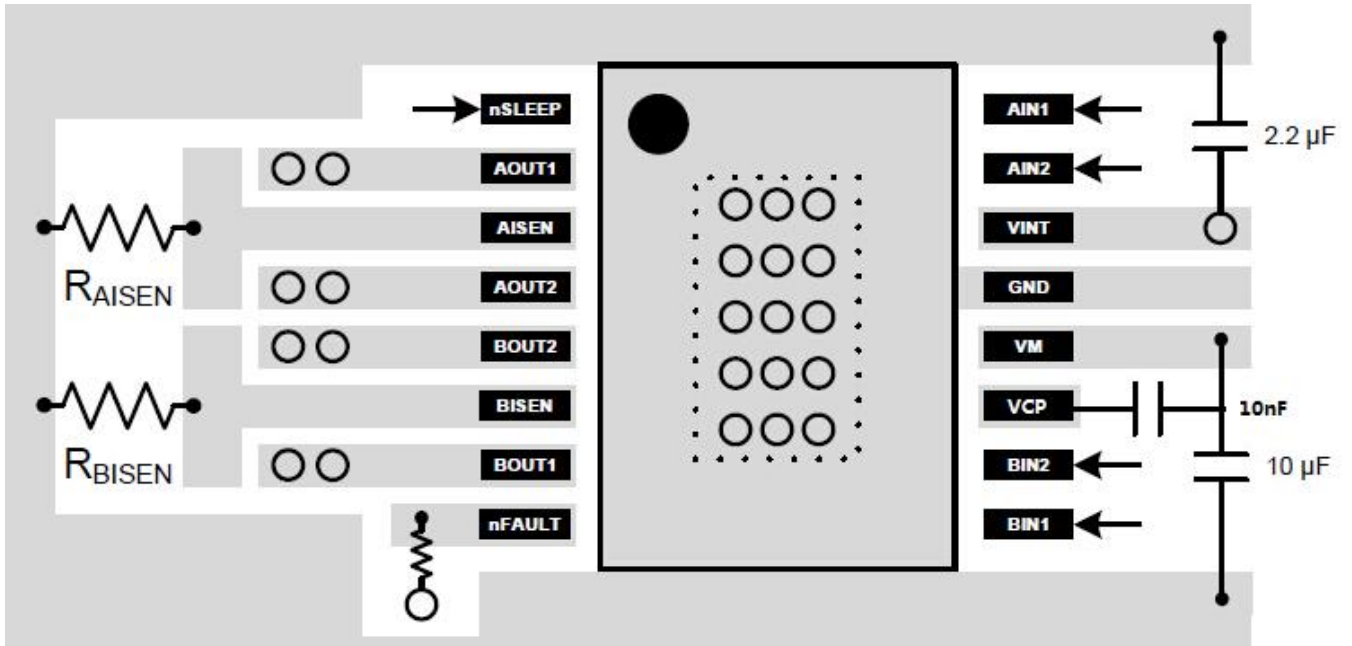 nSLEEP
AOUT1
AISEN
AOUT2
BOUT2
BISEN
BOUT1
nFAULT
RAISEN
RBISEN
AIN1
AIN2
VINT
GND
VM
VCP
BIN2
BIN1
2.2 µF
10nF
10 µF